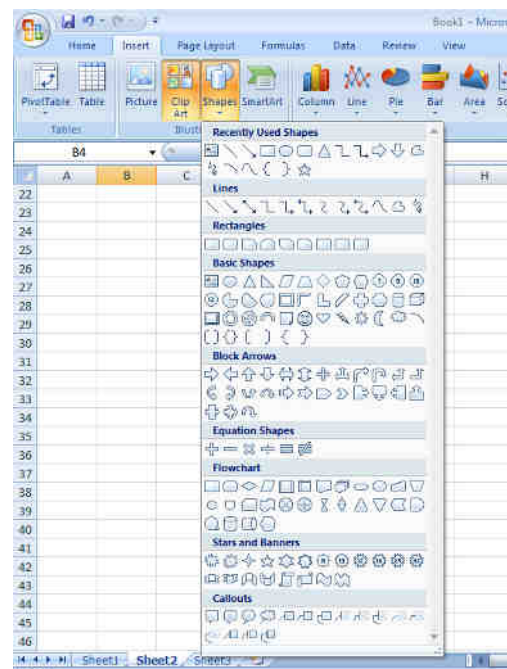 Book1 - Micros
Home Insert Page Layout Formulas Data Review View
PivotTable Table Picture Clip Art Shapes SmartArt Column Line Pie Bar Area
Tables
B4
A B C H
Recently Used Shapes
Lines
Rectangles
Basic Shapes
Block Arrows
Equation Shapes
Flowchart
Stars and Banners
Callouts
22
23
24
25
26
27
28
29
30
31
32
33
34
35
36
37
38
39
40
41
42
43
44
45
46
Sheet1 Sheet2 Sheet3